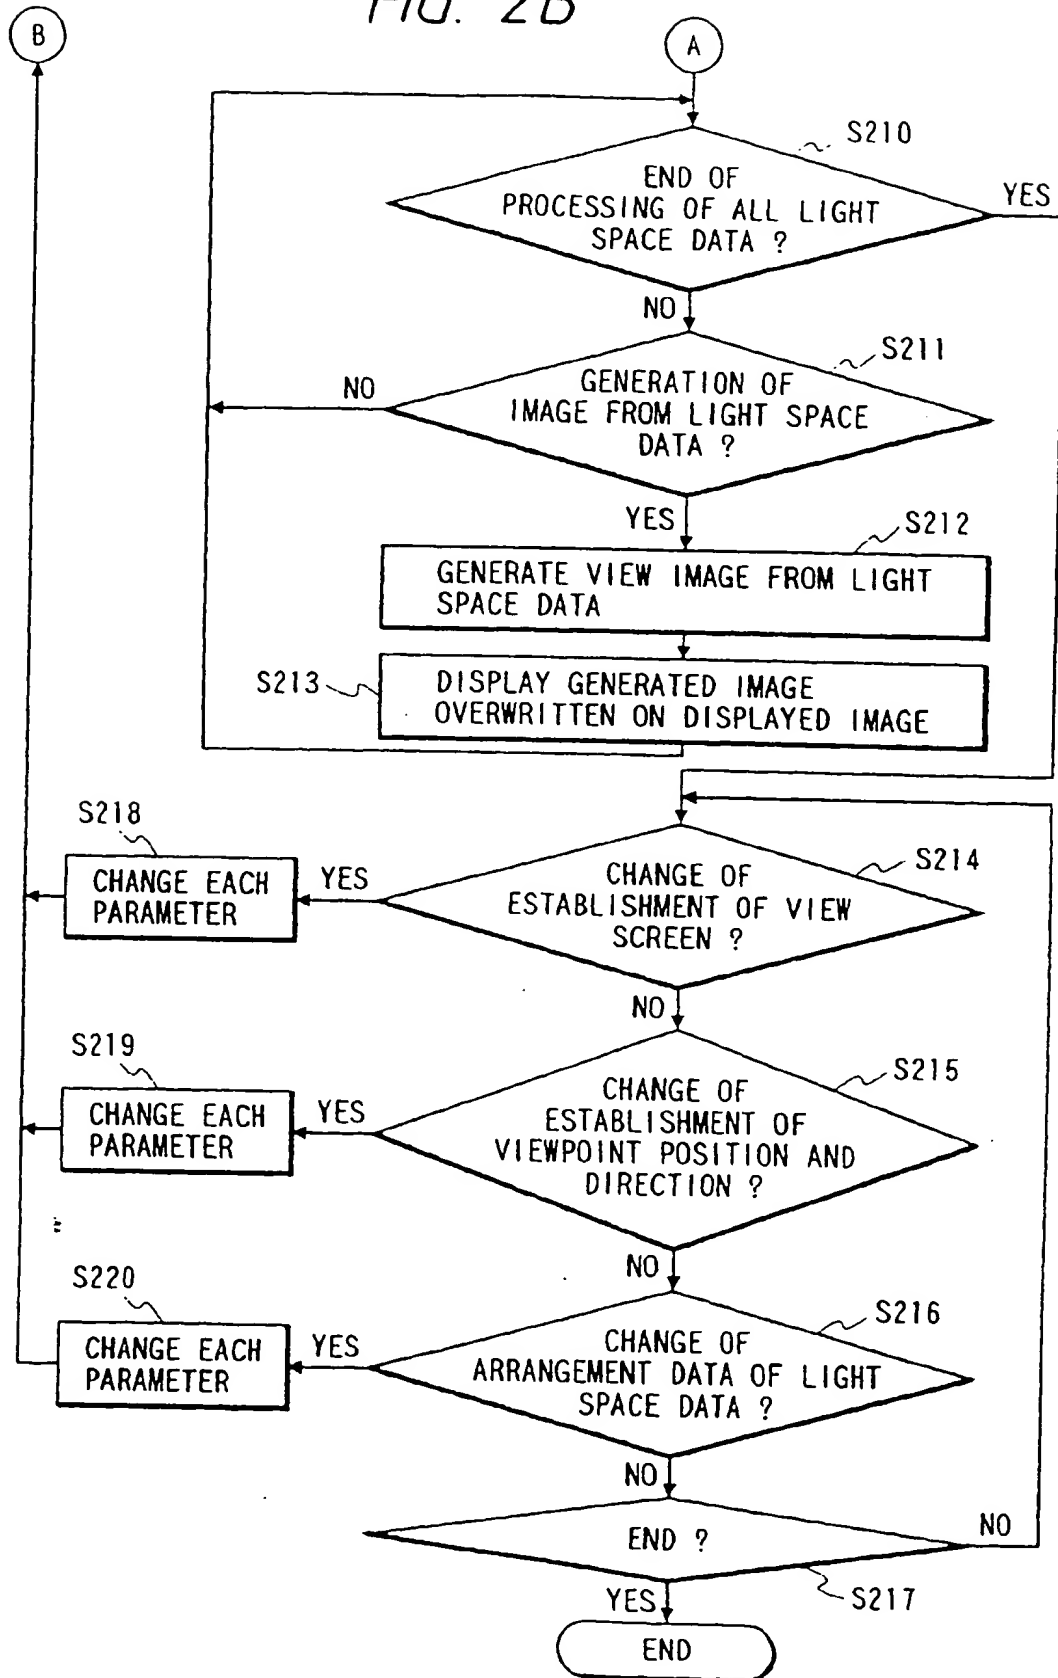 FIG. 2B
B
A
S210
END OF
PROCESSING OF ALL LIGHT
SPACE DATA ?
YES
NO
S211
GENERATION OF
IMAGE FROM LIGHT SPACE
DATA ?
NO
YES
S212
GENERATE VIEW IMAGE FROM LIGHT
SPACE DATA
S213
DISPLAY GENERATED IMAGE
OVERWRITTEN ON DISPLAYED IMAGE
S218
CHANGE EACH
PARAMETER
YES
S214
CHANGE OF
ESTABLISHMENT OF VIEW
SCREEN ?
NO
S219
CHANGE EACH
PARAMETER
YES
S215
CHANGE OF
ESTABLISHMENT OF
VIEWPOINT POSITION AND
DIRECTION ?
NO
S220
CHANGE EACH
PARAMETER
YES
S216
CHANGE OF
ARRANGEMENT DATA OF LIGHT
SPACE DATA ?
NO
END ?
NO
S217
YES
END